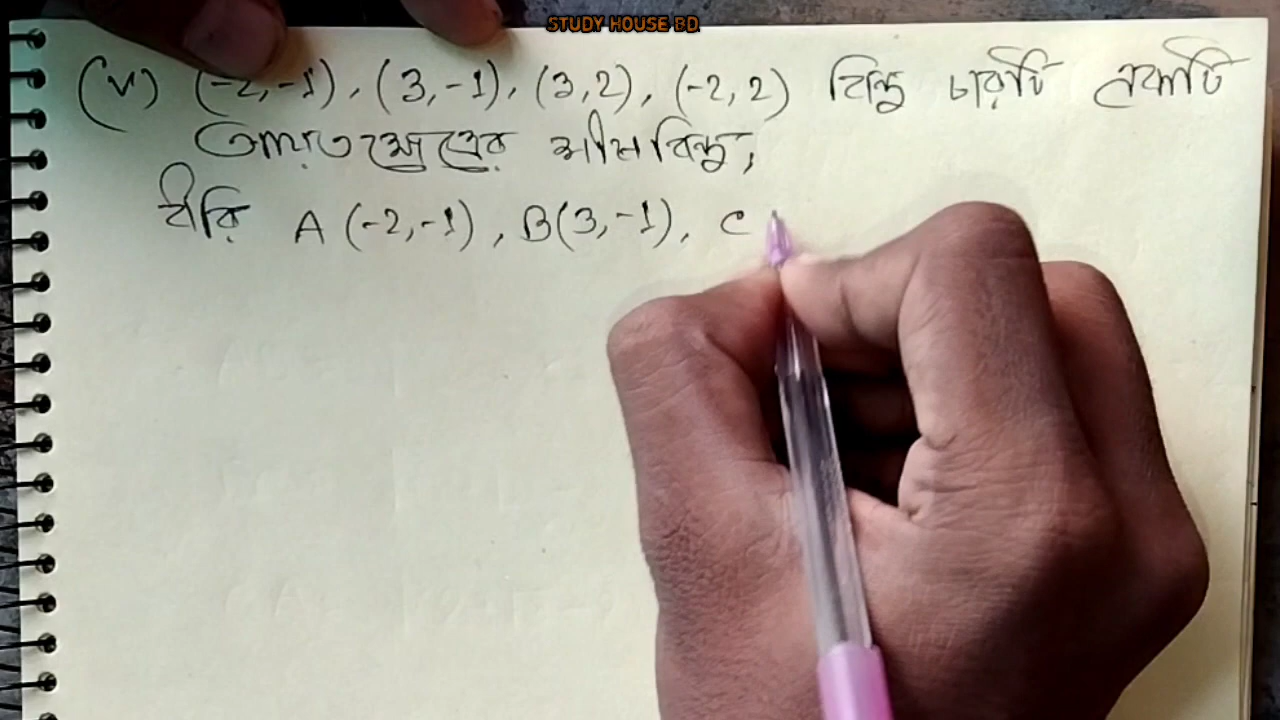 STUDY HOUSE BD
(v) (-2,-1), (3,-1), (3,2), (-2,2) বিন্দু চারটি একটি
আয়তক্ষেত্রের শীর্ষবিন্দু,
ধরি A (-2,-1), B(3,-1), C